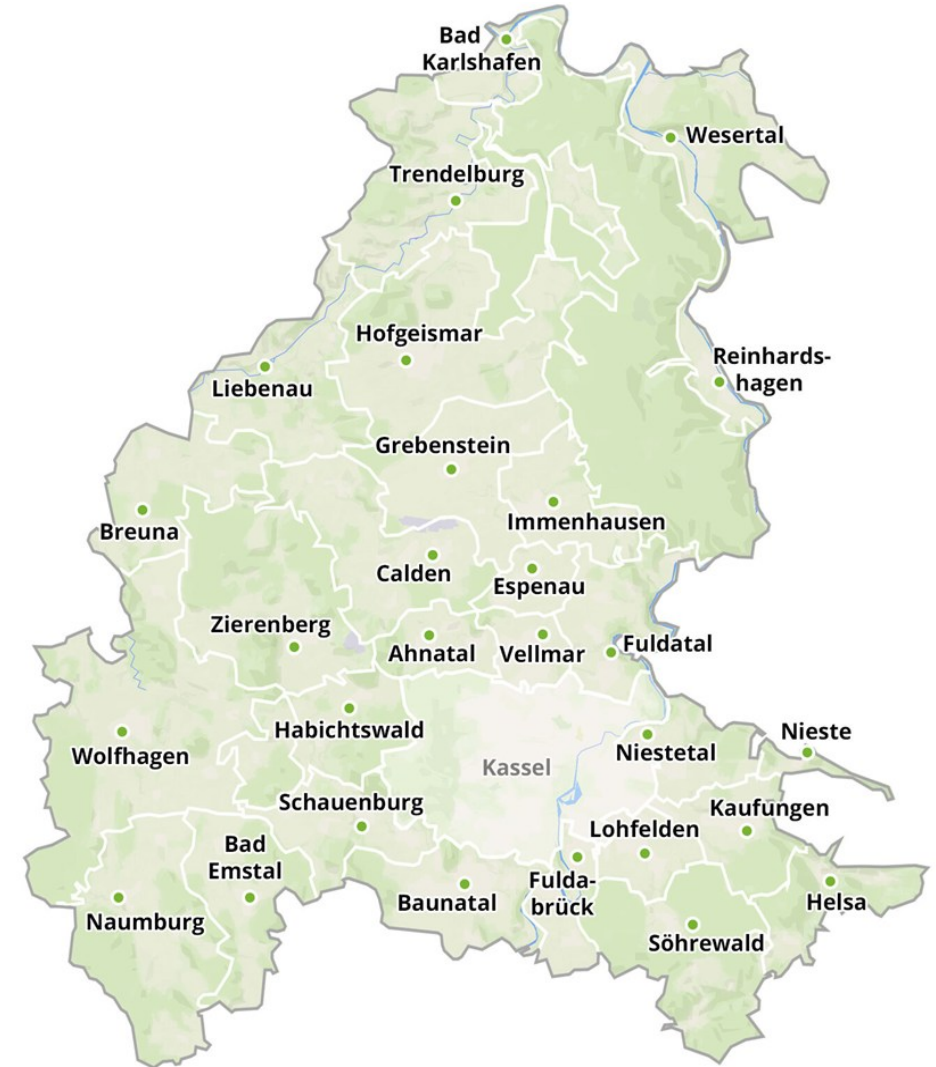 Bad
Karlshafen
Wesertal
Trendelburg
Hofgeismar
Reinhards-
hagen
Liebenau
Grebenstein
Immenhausen
Breuna
Calden
Espenau
Zierenberg
Ahnatal
Vellmar
Fuldatal
Habichtswald
Nieste
Wolfhagen
Niestetal
Kassel
Schauenburg
Kaufungen
Lohfelden
Bad
Emstal
Fulda-
brück
Baunatal
Helsa
Naumburg
Söhrewald